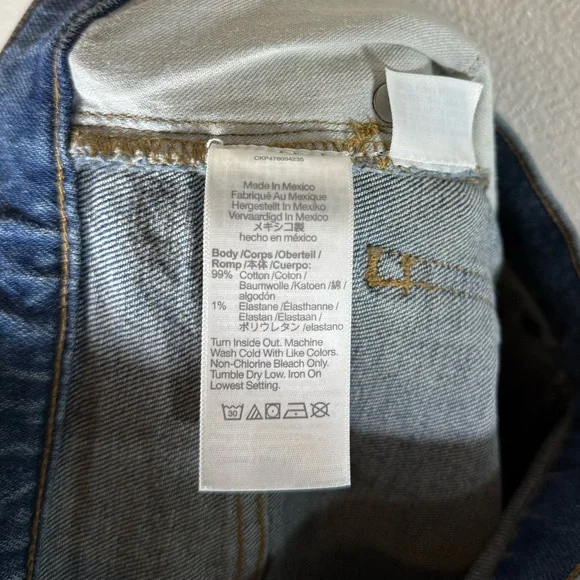 CKP476064235
Made In Mexico
Fabriqué Au Mexique
Hergestellt In Mexiko
Vervaardigd In Mexico
メキシコ製
hecho en méxico
Body /Corps /Oberteil /
Romp /本体 /Cuerpo:
99% Cotton /Coton /
Baumwolle /Katoen /綿 /
algodón
1% Elastane /Élasthanne /
Elastan /Elastaan /
ポリウレタン /elastano
Turn Inside Out. Machine
Wash Cold With Like Colors.
Non-Chlorine Bleach Only.
Tumble Dry Low. Iron On
Lowest Setting.
30